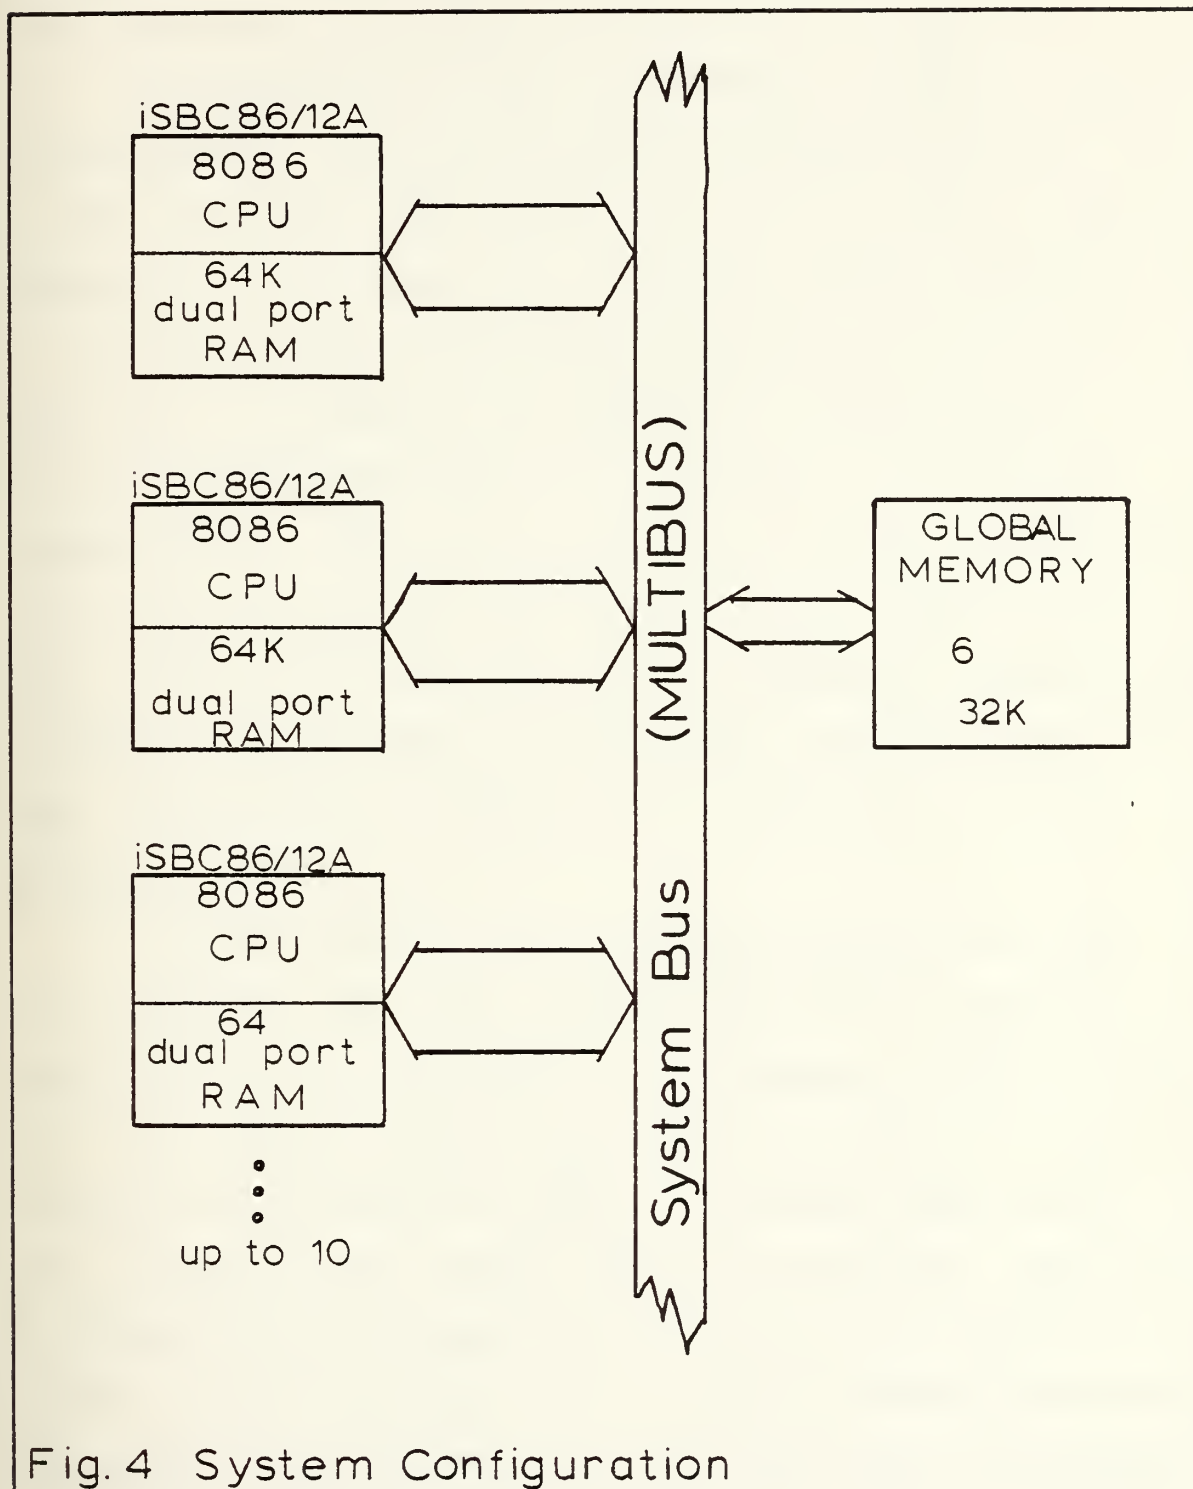 iSBC86/12A
8086
CPU
64K
dual port
RAM
iSBC86/12A
8086
CPU
64K
dual port
RAM
iSBC86/12A
8086
CPU
64
dual port
RAM
up to 10
System Bus (MULTIBUS)
GLOBAL
MEMORY
6
32K
Fig. 4 System Configuration